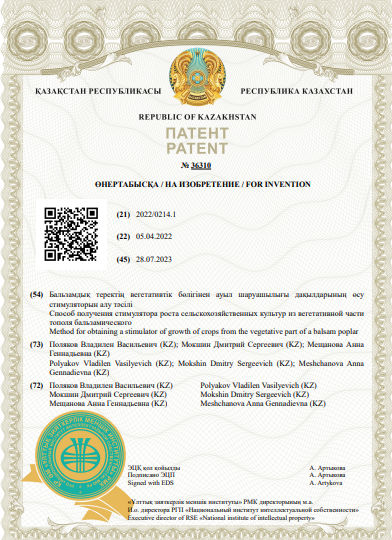 ҚАЗАҚСТАН РЕСПУБЛИКАСЫ РЕСПУБЛИКА КАЗАХСТАН
REPUBLIC OF KAZAKHSTAN
ПАТЕНТ
PATENT
№ 36310
ӨНЕРТАБЫСҚА / НА ИЗОБРЕТЕНИЕ / FOR INVENTION
(21) 2022/0214.1
(22) 05.04.2022
(45) 28.07.2023
(54) Бальзамдық теректің вегетативтік бөлігінен ауыл шаруашылығы дақылдарының өсу
стимуляторын алу тәсілі
Способ получения стимулятора роста сельскохозяйственных культур из вегетативной части
тополя бальзамического
Method for obtaining a stimulator of growth of crops from the vegetative part of a balsam poplar
(73) Поляков Владилен Васильевич (KZ); Мокшин Дмитрий Сергеевич (KZ); Мещанова Анна
Геннадьевна (KZ)
Polyakov Vladilen Vasilyevich (KZ); Mokshin Dmitry Sergeevich (KZ); Meshchanova Anna
Gennadievna (KZ)
(72) Поляков Владилен Васильевич (KZ) Polyakov Vladilen Vasilyevich (KZ)
Мокшин Дмитрий Сергеевич (KZ) Mokshin Dmitry Sergeevich (KZ)
Мещанова Анна Геннадьевна (KZ) Meshchanova Anna Gennadievna (KZ)
ЭЦҚ қол қойылды А. Артыкова
Подписано ЭЦП А. Артыкова
Signed with EDS A. Artykova
«Ұлттық зияткерлік меншік институты» РМК директорының м.а.
И.о. директора РГП «Национальный институт интеллектуальной собственности»
Executive director of RSE «National institute of intellectual property»